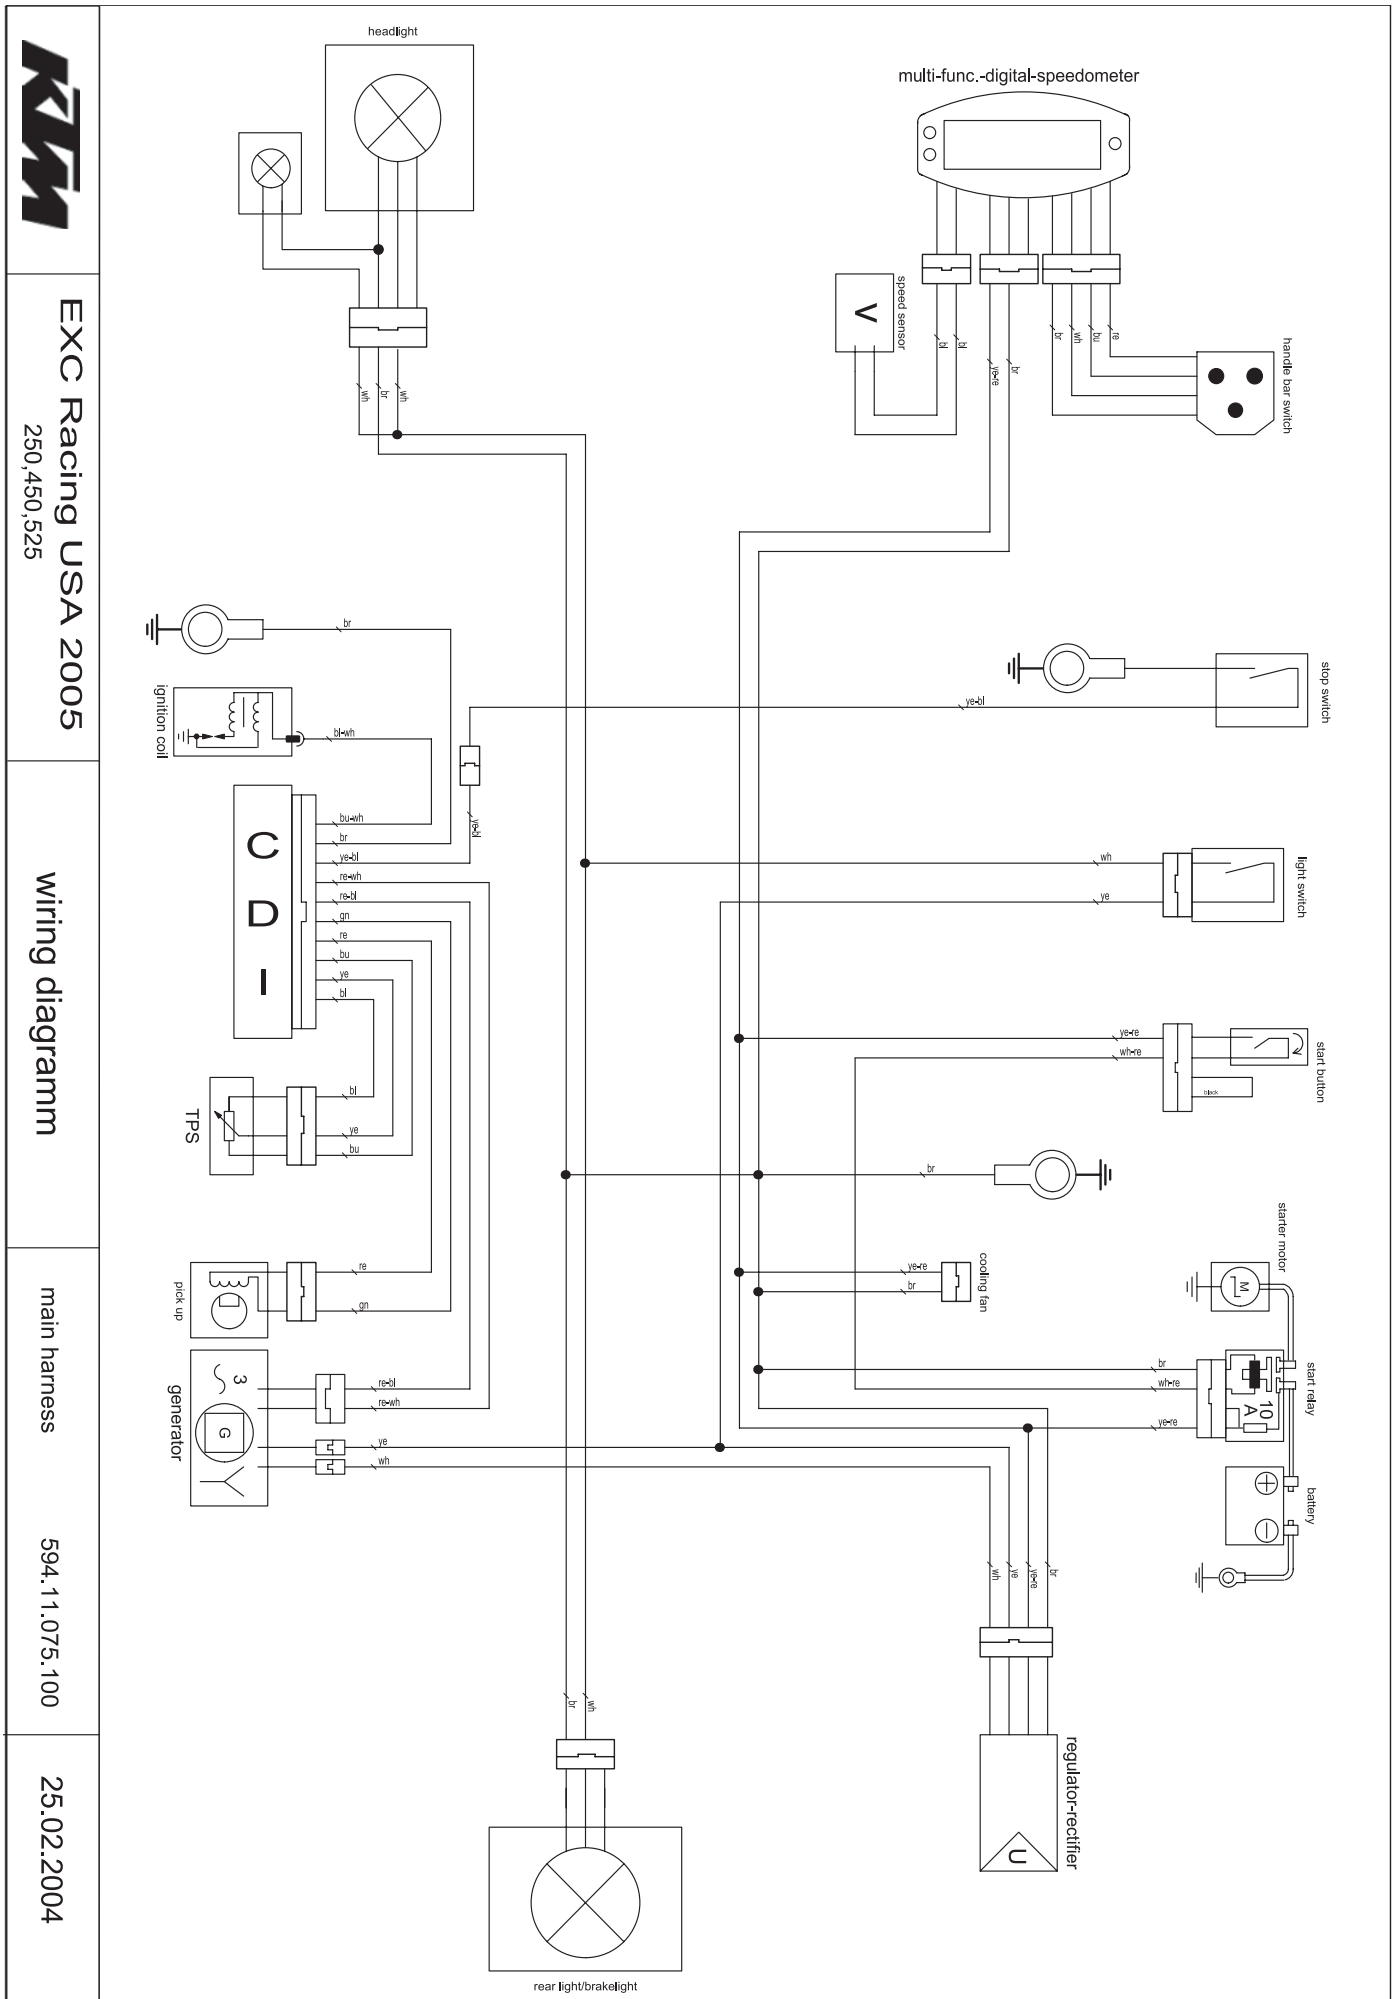 headlight
multi-func.-digital-speedometer
speed sensor
V
bl
bl
ye-re
br
br
wh
bu
re
handle bar switch
wh
br
wh
KTM
EXC Racing USA 2005
250,450,525
wiring diagramm
main harness
594.11.075.100
25.02.2004
br
ignition coil
bl-wh
ye-bl
stop switch
ye-bl
C
D
I
bu-wh
br
ye-bl
re-wh
re-bl
gn
re
bu
ye
bl
wh
ye
light switch
ye-re
wh-re
black
start button
TPS
bl
ye
bu
br
pick up
re
gn
ye-re
br
cooling fan
starter motor
M
br
wh-re
ye-re
10
A
start relay
generator
3
G
re-bl
re-wh
ye
wh
battery
+
−
wh
ye
ye-re
br
regulator-rectifier
U
br
wh
rear light/brakelight